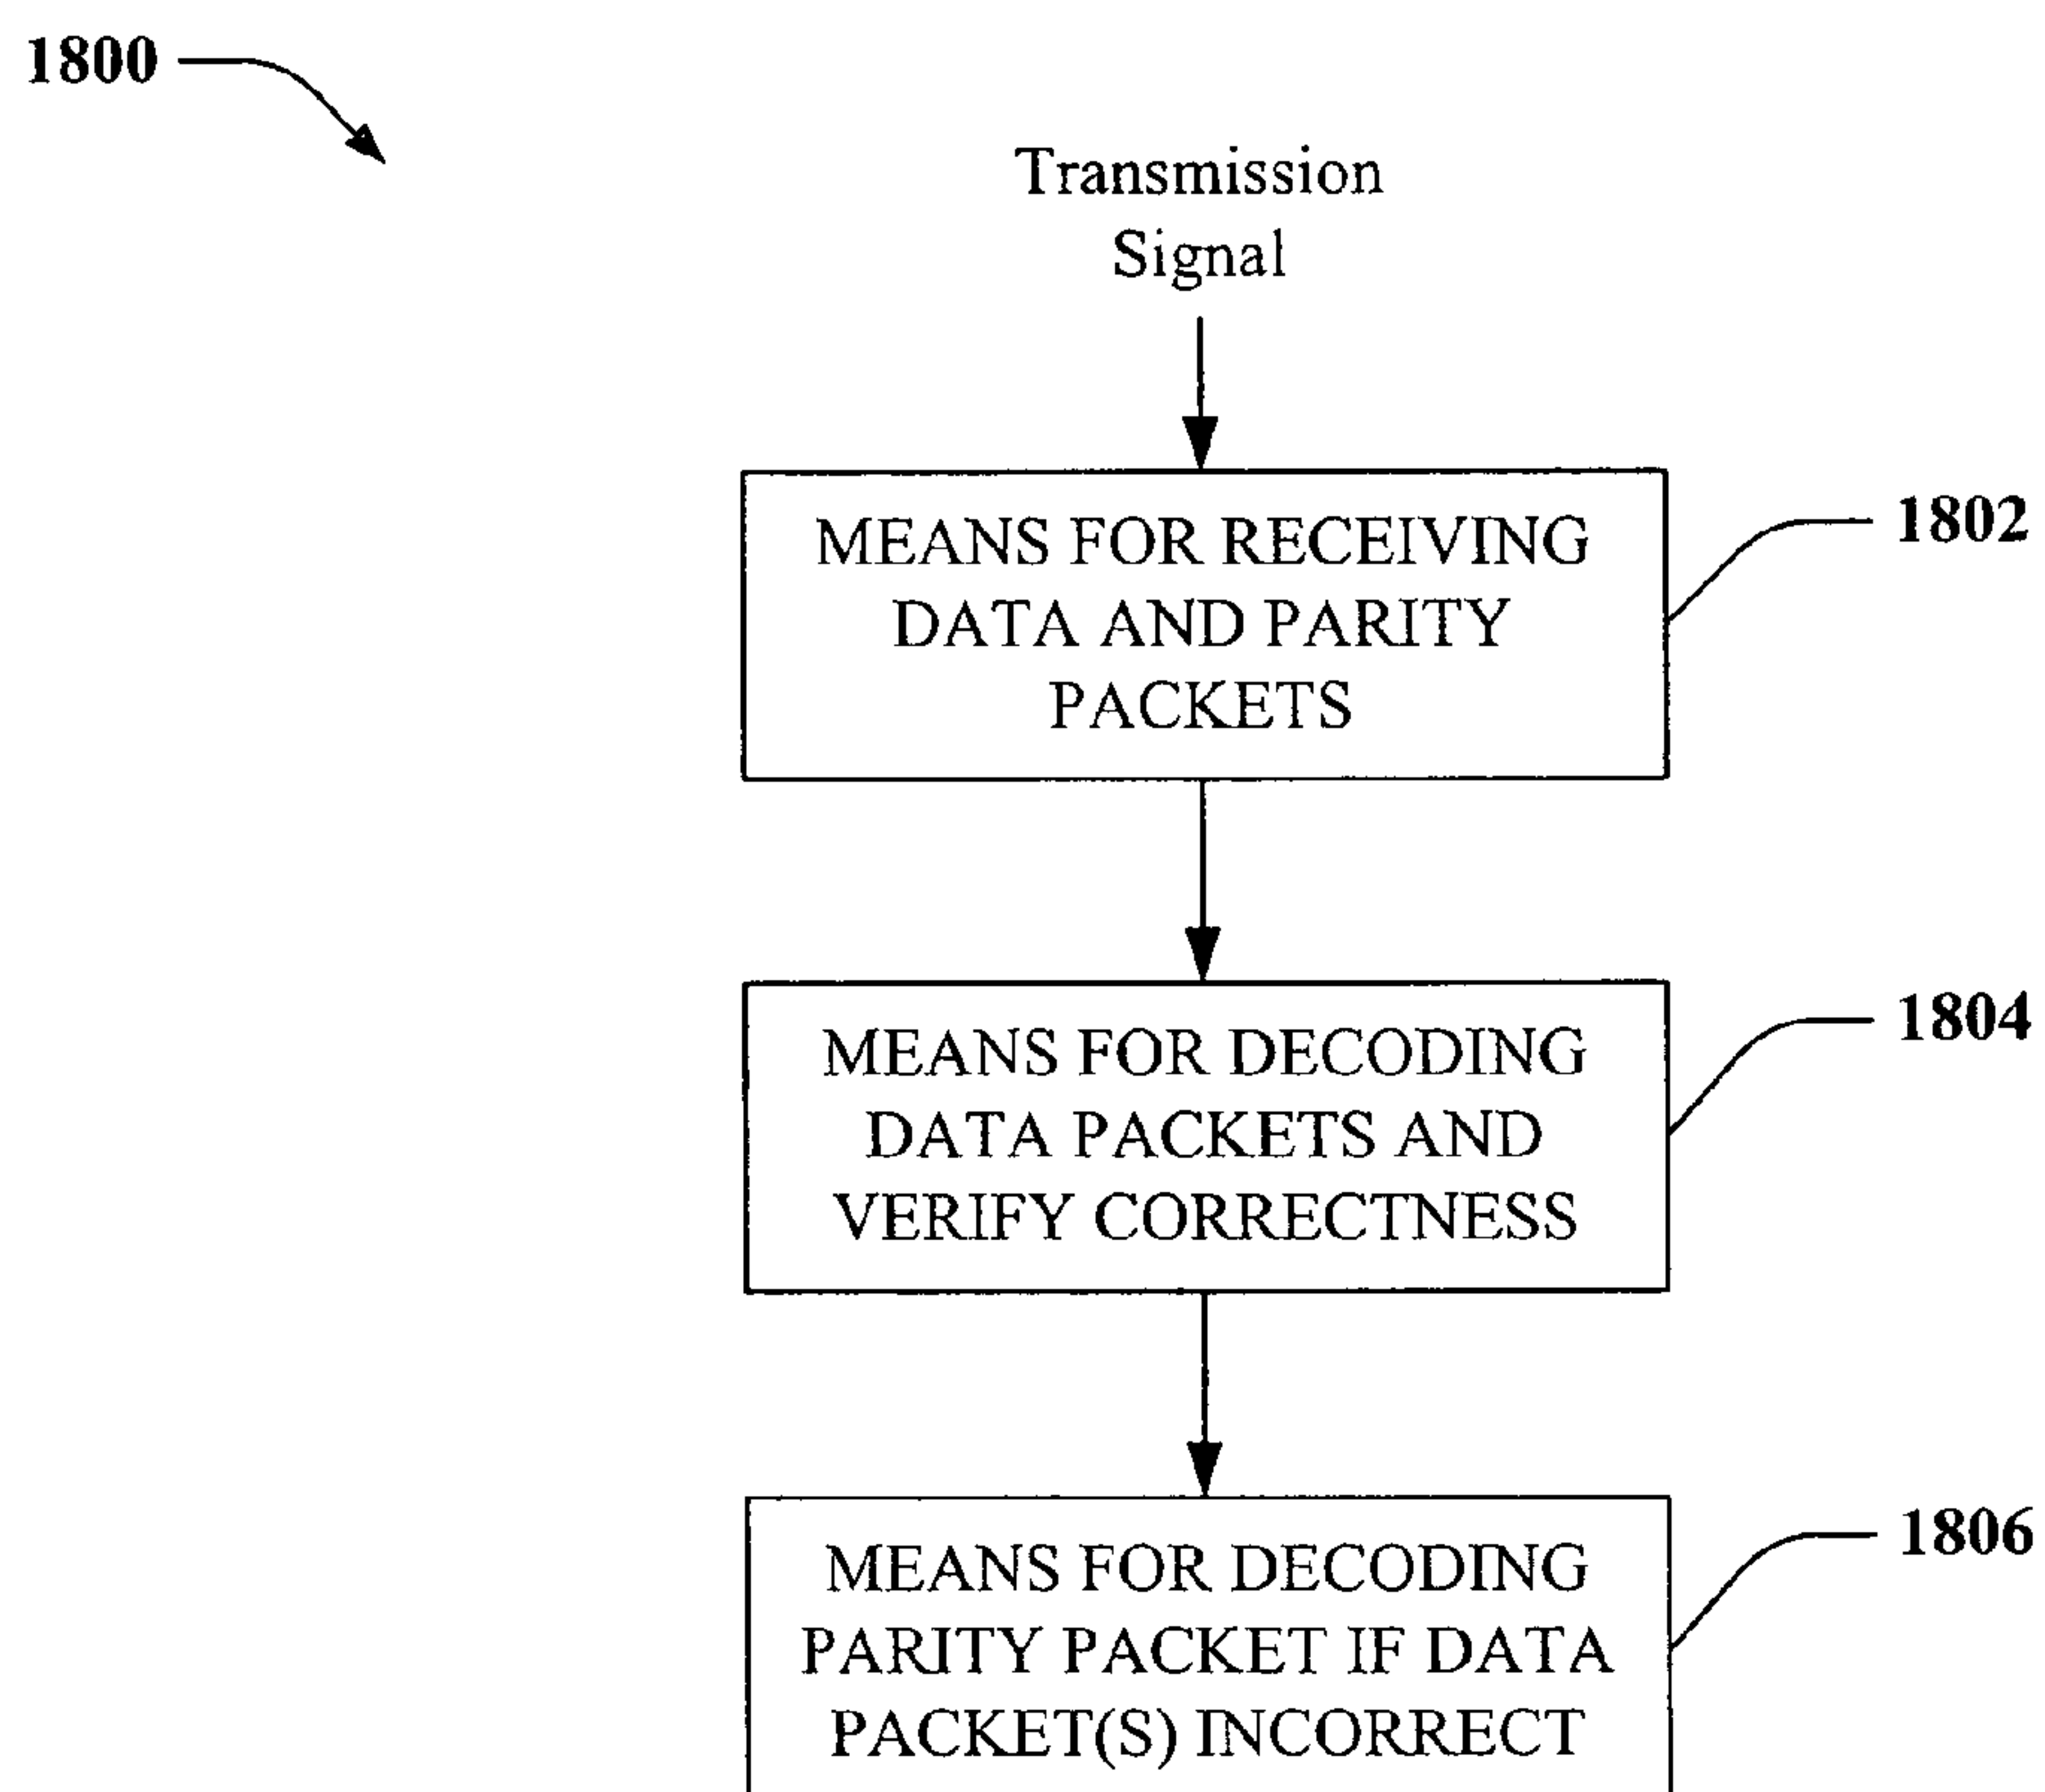 1800
Transmission
Signal
MEANS FOR RECEIVING
DATA AND PARITY
PACKETS
1802
MEANS FOR DECODING
DATA PACKETS AND
VERIFY CORRECTNESS
1804
MEANS FOR DECODING
PARITY PACKET IF DATA
PACKET(S) INCORRECT
1806